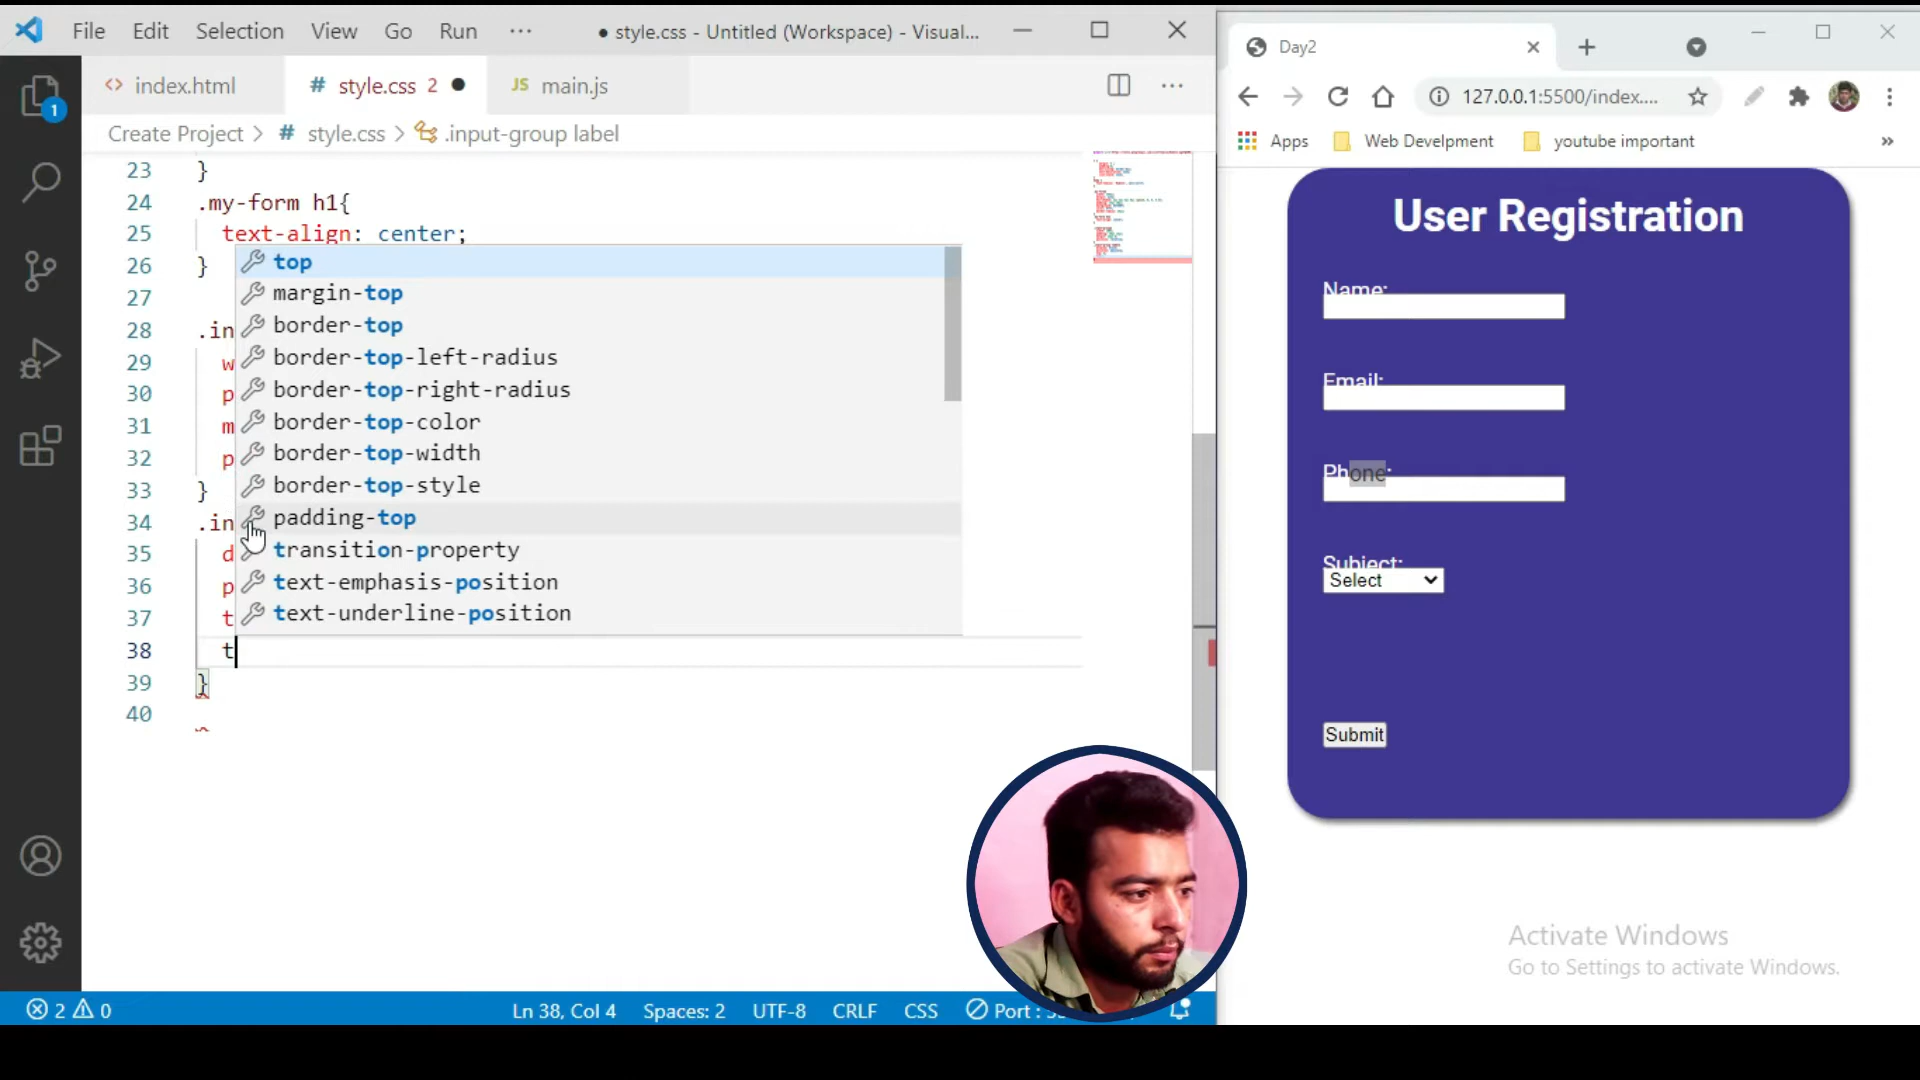 File Edit Selection View Go Run ··· ● style.css - Untitled (Workspace) - Visual...
<> index.html # style.css 2 ● JS main.js ···
Create Project > # style.css > .input-group label
23 }
24 .my-form h1{
25 text-align: center;
26 }
27
28 .in
29 w
30 p
31 m
32 p
33 }
34 .in
35 d
36 p
37 t
38 t
39 }
40
top
margin-top
border-top
border-top-left-radius
border-top-right-radius
border-top-color
border-top-width
border-top-style
padding-top
transition-property
text-emphasis-position
text-underline-position
1
2 0 Ln 38, Col 4 Spaces: 2 UTF-8 CRLF CSS Port :
Day2
127.0.0.1:5500/index....
Apps Web Develpment youtube important »
User Registration
Name:
Email:
Phone:
Subject:
Select
Submit
Activate Windows
Go to Settings to activate Windows.